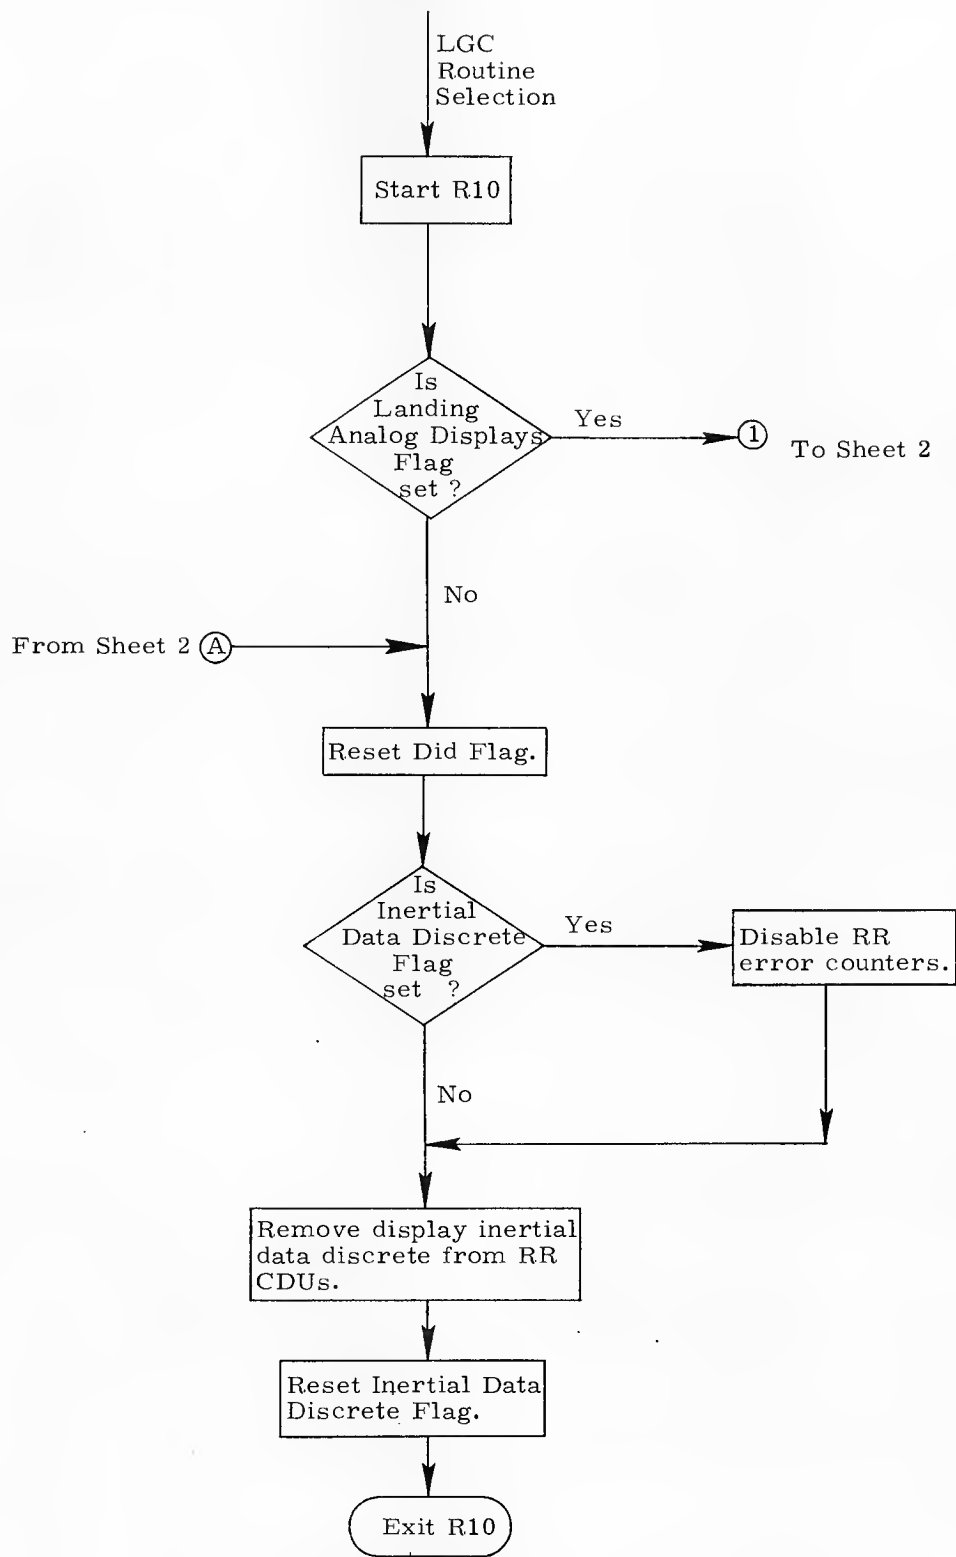 LGC
Routine
Selection
Start R10
Is
Landing
Analog Displays
Flag
set ?
Yes
1
To Sheet 2
No
From Sheet 2 A
Reset Did Flag.
Is
Inertial
Data Discrete
Flag
set ?
Yes
Disable RR
error counters.
No
Remove display inertial
data discrete from RR
CDUs.
Reset Inertial Data
Discrete Flag.
Exit R10